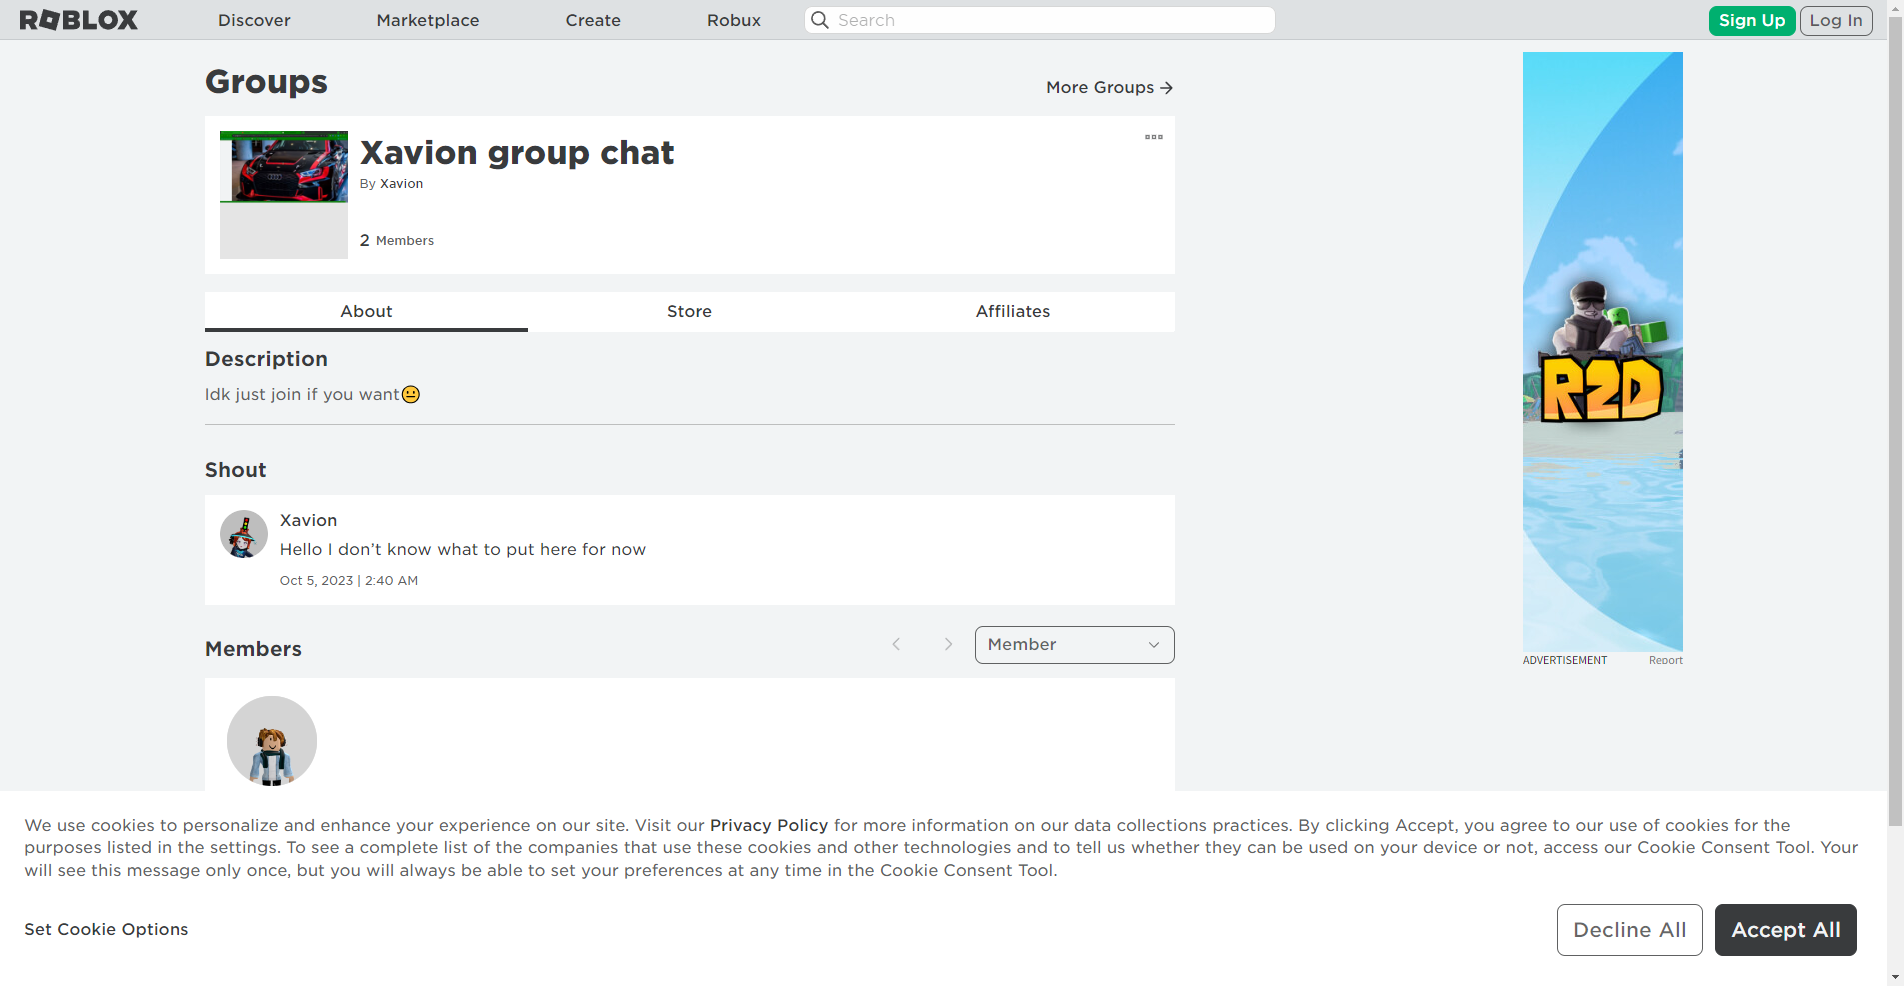 ROBLOX
Discover
Marketplace
Create
Robux
Search
Sign Up
Log In
Groups
More Groups
Xavion group chat
By Xavion
2 Members
About
Store
Affiliates
Description
Idk just join if you want😐
Shout
Xavion
Hello I don’t know what to put here for now
Oct 5, 2023 | 2:40 AM
Members
Member
R2D
ADVERTISEMENT
Report
We use cookies to personalize and enhance your experience on our site. Visit our Privacy Policy for more information on our data collections practices. By clicking Accept, you agree to our use of cookies for the
purposes listed in the settings. To see a complete list of the companies that use these cookies and other technologies and to tell us whether they can be used on your device or not, access our Cookie Consent Tool. Your
will see this message only once, but you will always be able to set your preferences at any time in the Cookie Consent Tool.
Set Cookie Options
Decline All
Accept All